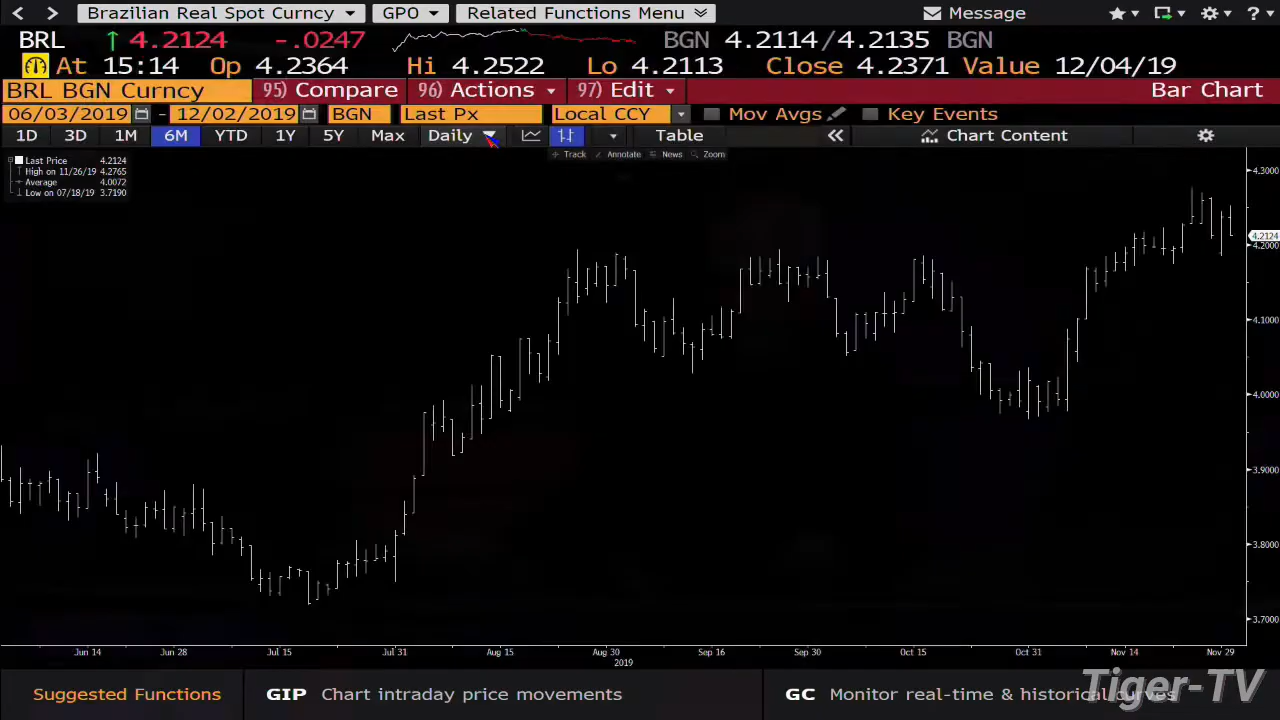 Brazilian Real Spot Curncy GPO Related Functions Menu Message ?
BRL 4.2124 -.0247 BGN 4.2114/4.2135 BGN
At 15:14 Op 4.2364 Hi 4.2522 Lo 4.2113 Close 4.2371 Value 12/04/19
BRL BGN Curncy 95) Compare 96) Actions 97) Edit Bar Chart
06/03/2019 - 12/02/2019 BGN Last Px Local CCY Mov Avgs Key Events
1D 3D 1M 6M YTD 1Y 5Y Max Daily Table Chart Content
Track Annotate News Zoom
Last Price 4.2124
High on 11/26/19 4.2765
Average 4.0072
Low on 07/18/19 3.7190
4.3000
4.2124
4.2000
4.1000
4.0000
3.9000
3.8000
3.7000
Jun 14 Jun 28 Jul 15 Jul 31 Aug 15 Aug 30 Sep 16 Sep 30 Oct 15 Oct 31 Nov 14 Nov 29
2019
Suggested Functions GIP Chart intraday price movements GC Monitor real-time & historical curves
Tiger-TV